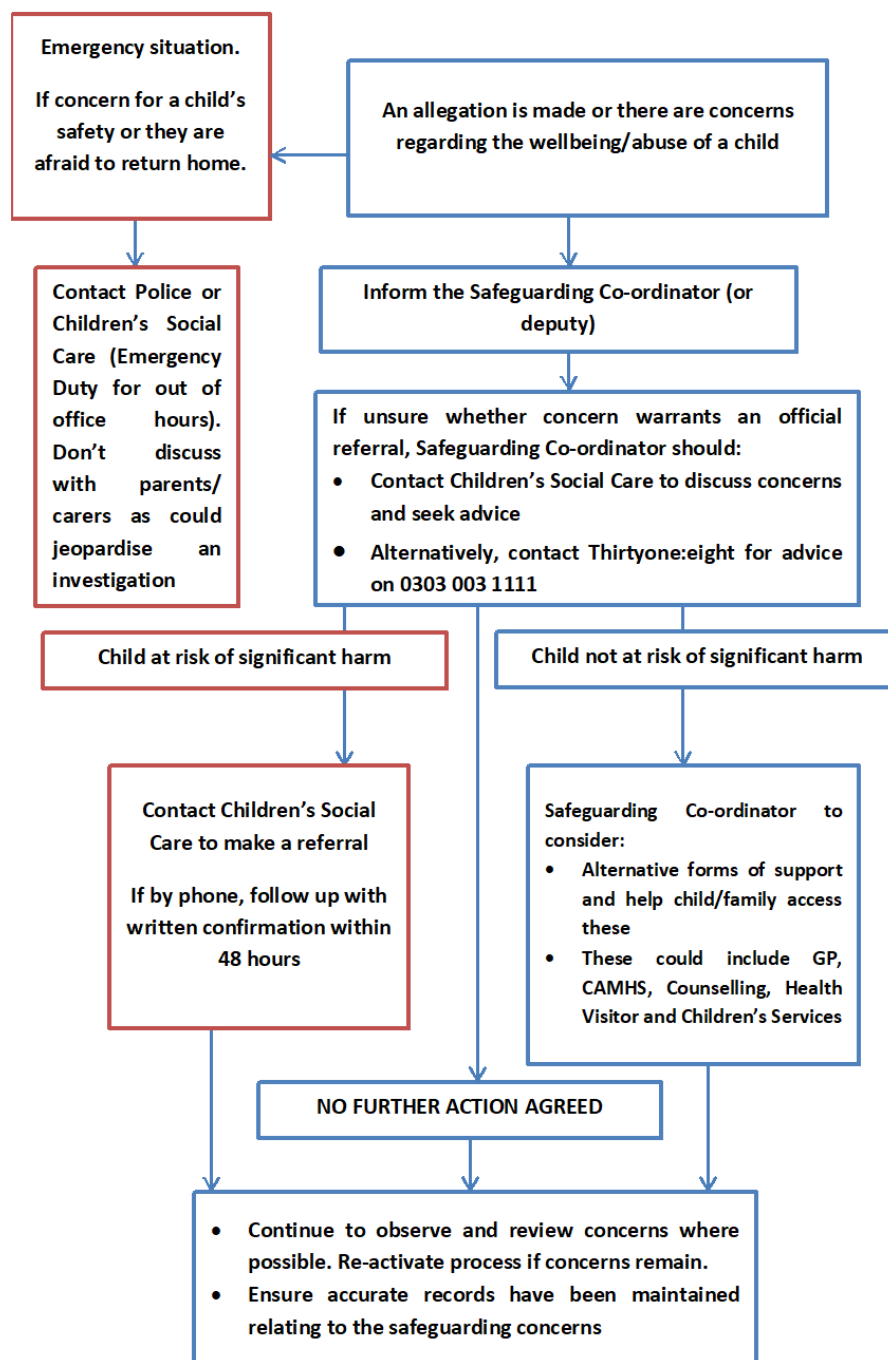 Emergency situation.
If concern for a child's
safety or they are
afraid to return home.
An allegation is made or there are concerns
regarding the wellbeing/abuse of a child
Contact Police or
Children's Social
Care (Emergency
Duty for out of
office hours).
Don't discuss
with parents/
carers as could
jeopardise an
investigation
Inform the Safeguarding Co-ordinator (or
deputy)
If unsure whether concern warrants an official
referral, Safeguarding Co-ordinator should:
• Contact Children's Social Care to discuss concerns
and seek advice
• Alternatively, contact Thirtyone:eight for advice
on 0303 003 1111
Child at risk of significant harm
Child not at risk of significant harm
Contact Children's Social
Care to make a referral
If by phone, follow up with
written confirmation within
48 hours
Safeguarding Co-ordinator to
consider:
• Alternative forms of support
and help child/family access
these
• These could include GP,
CAMHS, Counselling, Health
Visitor and Children's Services
NO FURTHER ACTION AGREED
• Continue to observe and review concerns where
possible. Re-activate process if concerns remain.
• Ensure accurate records have been maintained
relating to the safeguarding concerns